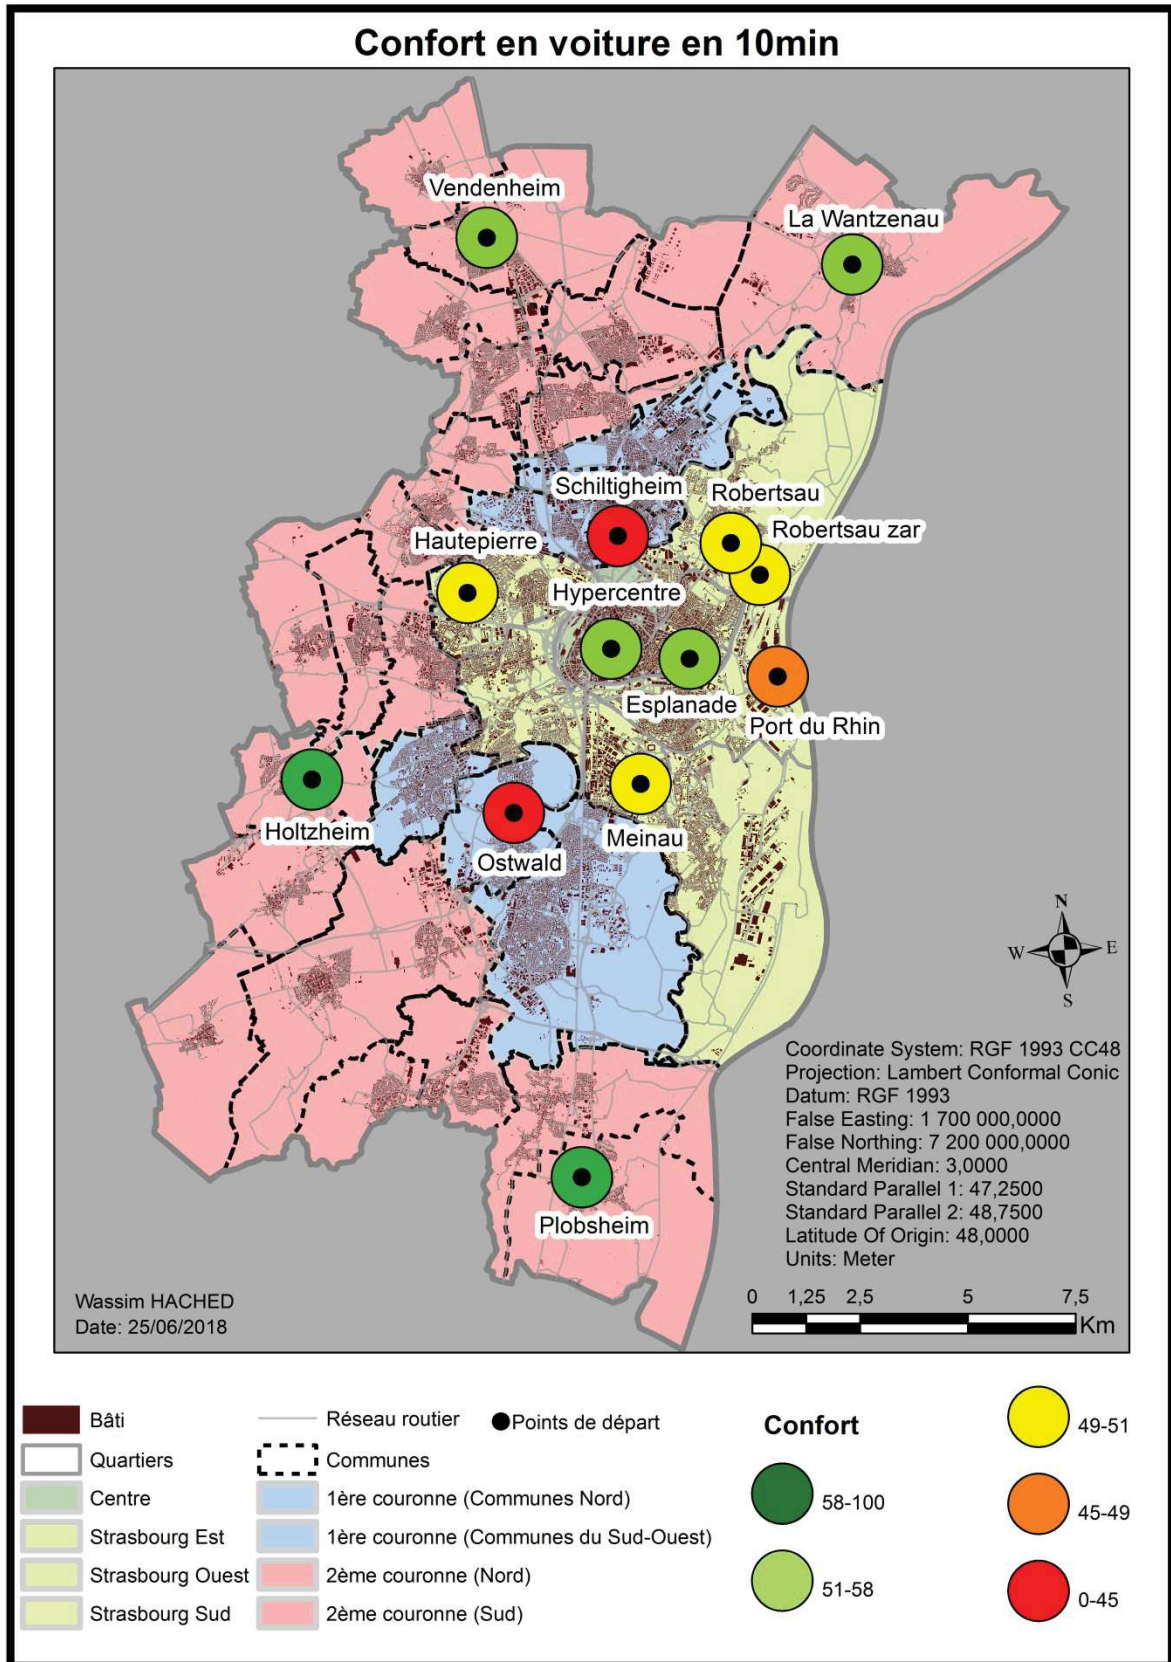 Confort en voiture en 10min
Vendenheim
La Wantzenau
Schiltigheim
Robertsau
Hautepierre
Robertsau zar
Hypercentre
Esplanade
Port du Rhin
Holtzheim
Ostwald
Meinau
N
W
E
S
Coordinate System: RGF 1993 CC48
Projection: Lambert Conformal Conic
Datum: RGF 1993
False Easting: 1 700 000,0000
False Northing: 7 200 000,0000
Central Meridian: 3,0000
Standard Parallel 1: 47,2500
Standard Parallel 2: 48,7500
Latitude Of Origin: 48,0000
Units: Meter
Plobsheim
Wassim HACHED
Date: 25/06/2018
0 1,25 2,5 5 7,5
Km
Bâti
Quartiers
Centre
Strasbourg Est
Strasbourg Ouest
Strasbourg Sud
Réseau routier
Points de départ
Communes
1ère couronne (Communes Nord)
1ère couronne (Communes du Sud-Ouest)
2ème couronne (Nord)
2ème couronne (Sud)
Confort
58-100
51-58
49-51
45-49
0-45